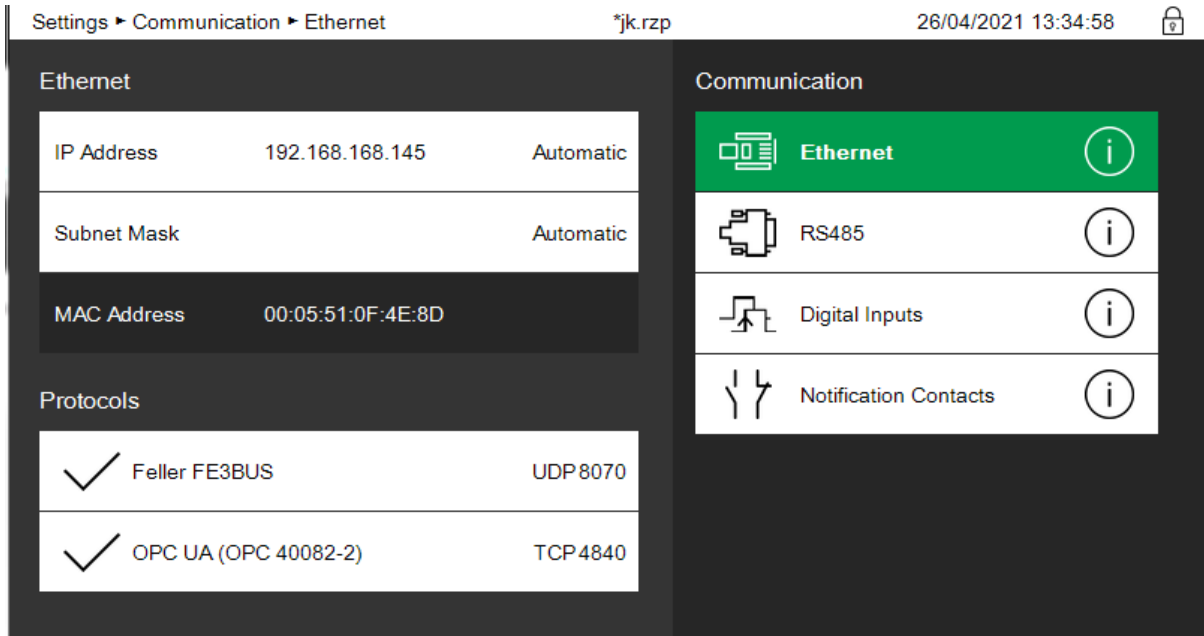 Settings ► Communication ► Ethernet *jk.rzp 26/04/2021 13:34:58
Ethernet
IP Address 192.168.168.145 Automatic
Subnet Mask Automatic
MAC Address 00:05:51:0F:4E:8D
Protocols
Feller FE3BUS UDP 8070
OPC UA (OPC 40082-2) TCP 4840
Communication
Ethernet i
RS485 i
Digital Inputs i
Notification Contacts i